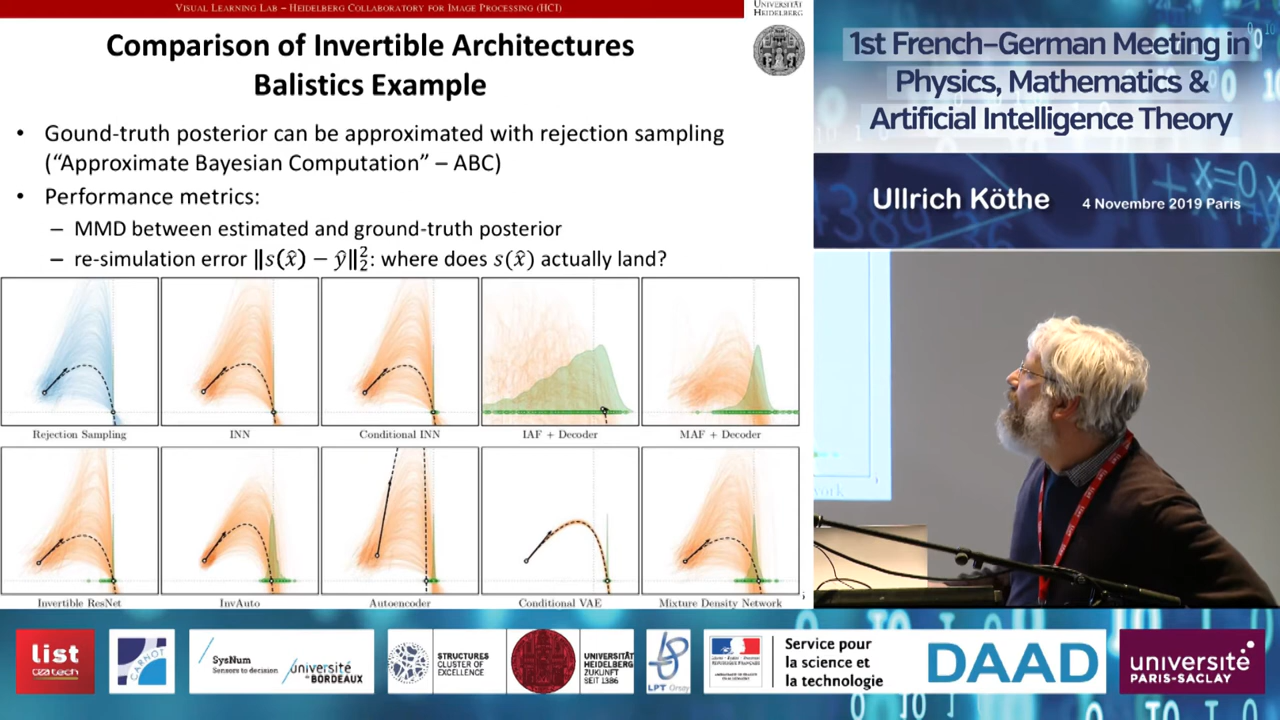 VISUAL LEARNING LAB – HEIDELBERG COLLABORATORY FOR IMAGE PROCESSING (HCI)
UNIVERSITÄT
HEIDELBERG
Comparison of Invertible Architectures
Balistics Example
• Gound-truth posterior can be approximated with rejection sampling
("Approximate Bayesian Computation" – ABC)
• Performance metrics:
– MMD between estimated and ground-truth posterior
– re-simulation error ‖s(x̂) − ŷ‖₂²: where does s(x̂) actually land?
Rejection Sampling
INN
Conditional INN
IAF + Decoder
MAF + Decoder
Invertible ResNet
InvAuto
Autoencoder
Conditional VAE
Mixture Density Network
1st French–German Meeting in
Physics, Mathematics &
Artificial Intelligence Theory
Ullrich Köthe
4 Novembre 2019 Paris
list
ceatech
CARNOT
SysNum
Sensors to decision
université
de BORDEAUX
STRUCTURES
CLUSTER OF
EXCELLENCE
UNIVERSITÄT
HEIDELBERG
ZUKUNFT
SEIT 1386
LPT Orsay
Service pour
la science et
la technologie
DAAD
université
PARIS-SACLAY